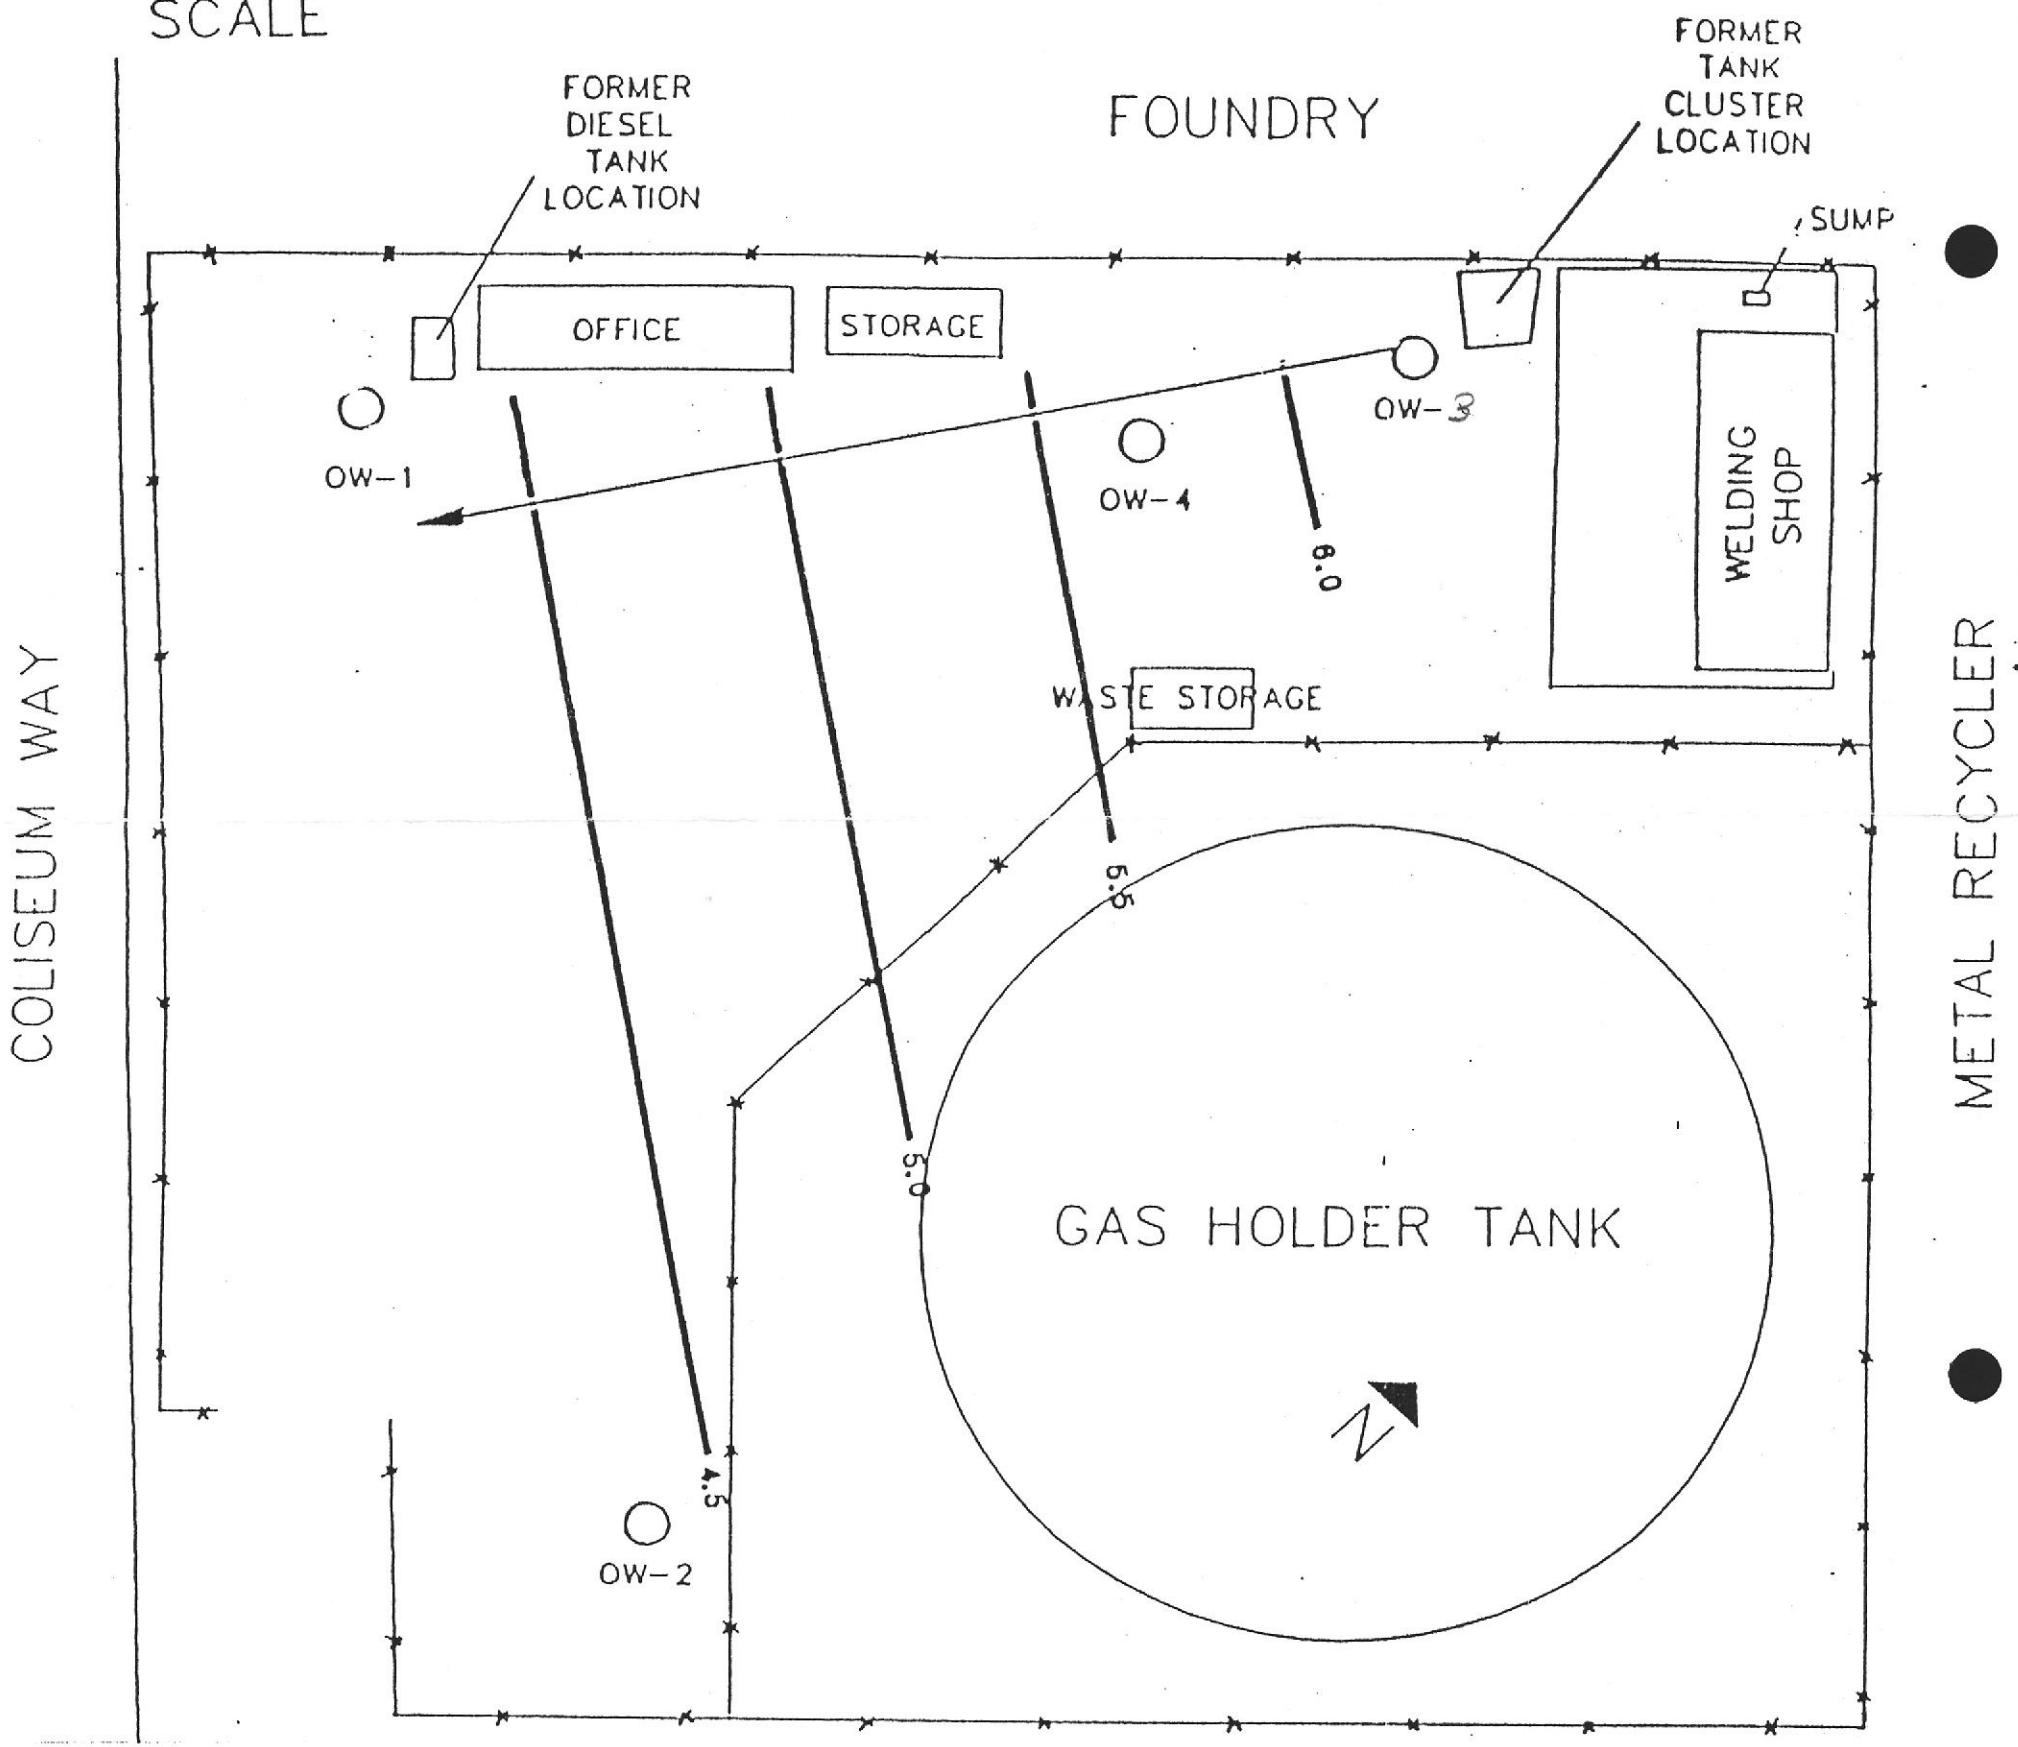 SCALE
FORMER
DIESEL
TANK
LOCATION
FOUNDRY
FORMER
TANK
CLUSTER
LOCATION
SUMP
OFFICE
STORAGE
OW-1
OW-4
OW-3
6.0
WELDING
SHOP
WASTE STORAGE
COLISEUM WAY
METAL RECYCLER
5.5
5.0
GAS HOLDER TANK
N
4.5
OW-2